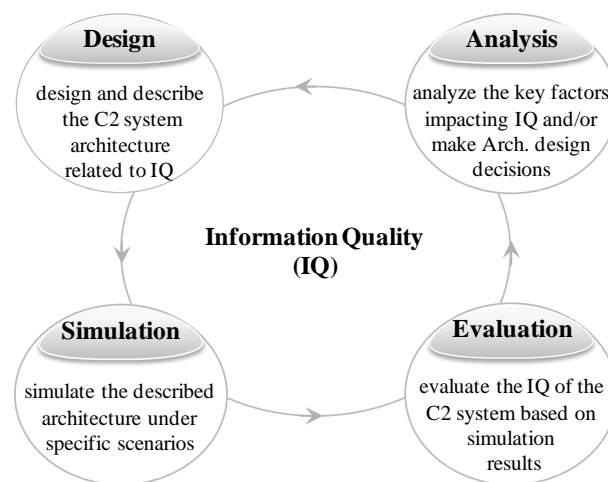 Design
design and describe
the C2 system
architecture
related to IQ
Analysis
analyze the key factors
impacting IQ and/or
make Arch. design
decisions
Information Quality
(IQ)
Simulation
simulate the described
architecture under
specific scenarios
Evaluation
evaluate the IQ of the
C2 system based on
simulation
results